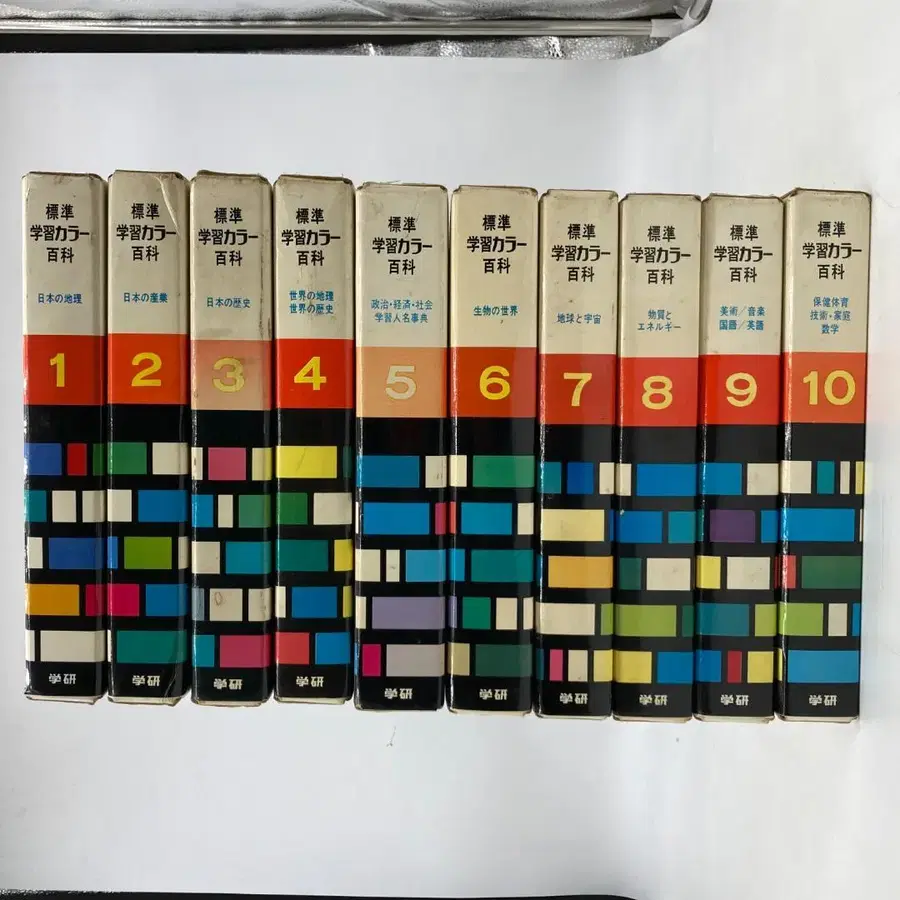 標準
学習カラー
百科
日本の地理
1
学研
標準
学習カラー
百科
日本の産業
2
学研
標準
学習カラー
百科
日本の歴史
3
学研
標準
学習カラー
百科
世界の地理
世界の歴史
4
学研
標準
学習カラー
百科
政治・経済・社会
学習人名事典
5
学研
標準
学習カラー
百科
生物の世界
6
学研
標準
学習カラー
百科
地球と宇宙
7
学研
標準
学習カラー
百科
物質と
エネルギー
8
学研
標準
学習カラー
百科
美術/音楽
国語/英語
9
学研
標準
学習カラー
百科
保健体育
技術・家庭
数学
10
学研